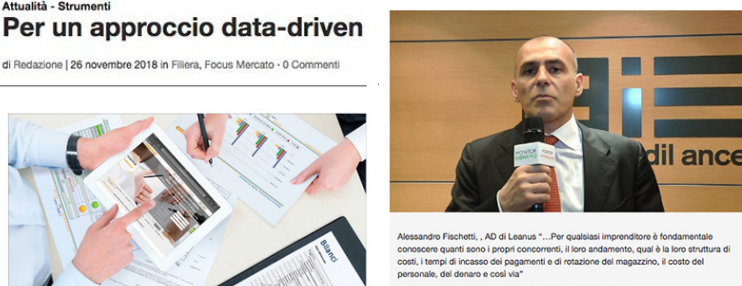 Attualità - Strumenti
Per un approccio data-driven
di Redazione | 26 novembre 2018 in Filiera, Focus Mercato - 0 Commenti
Bilanci
dil ance
Alessandro Fischetti, , AD di Leanus “...Per qualsiasi imprenditore è fondamentale
conoscere quanti sono i propri concorrenti, il loro andamento, qual è la loro struttura di
costi, i tempi di incasso dei pagamenti e di rotazione del magazzino, il costo del
personale, del denaro e così via”